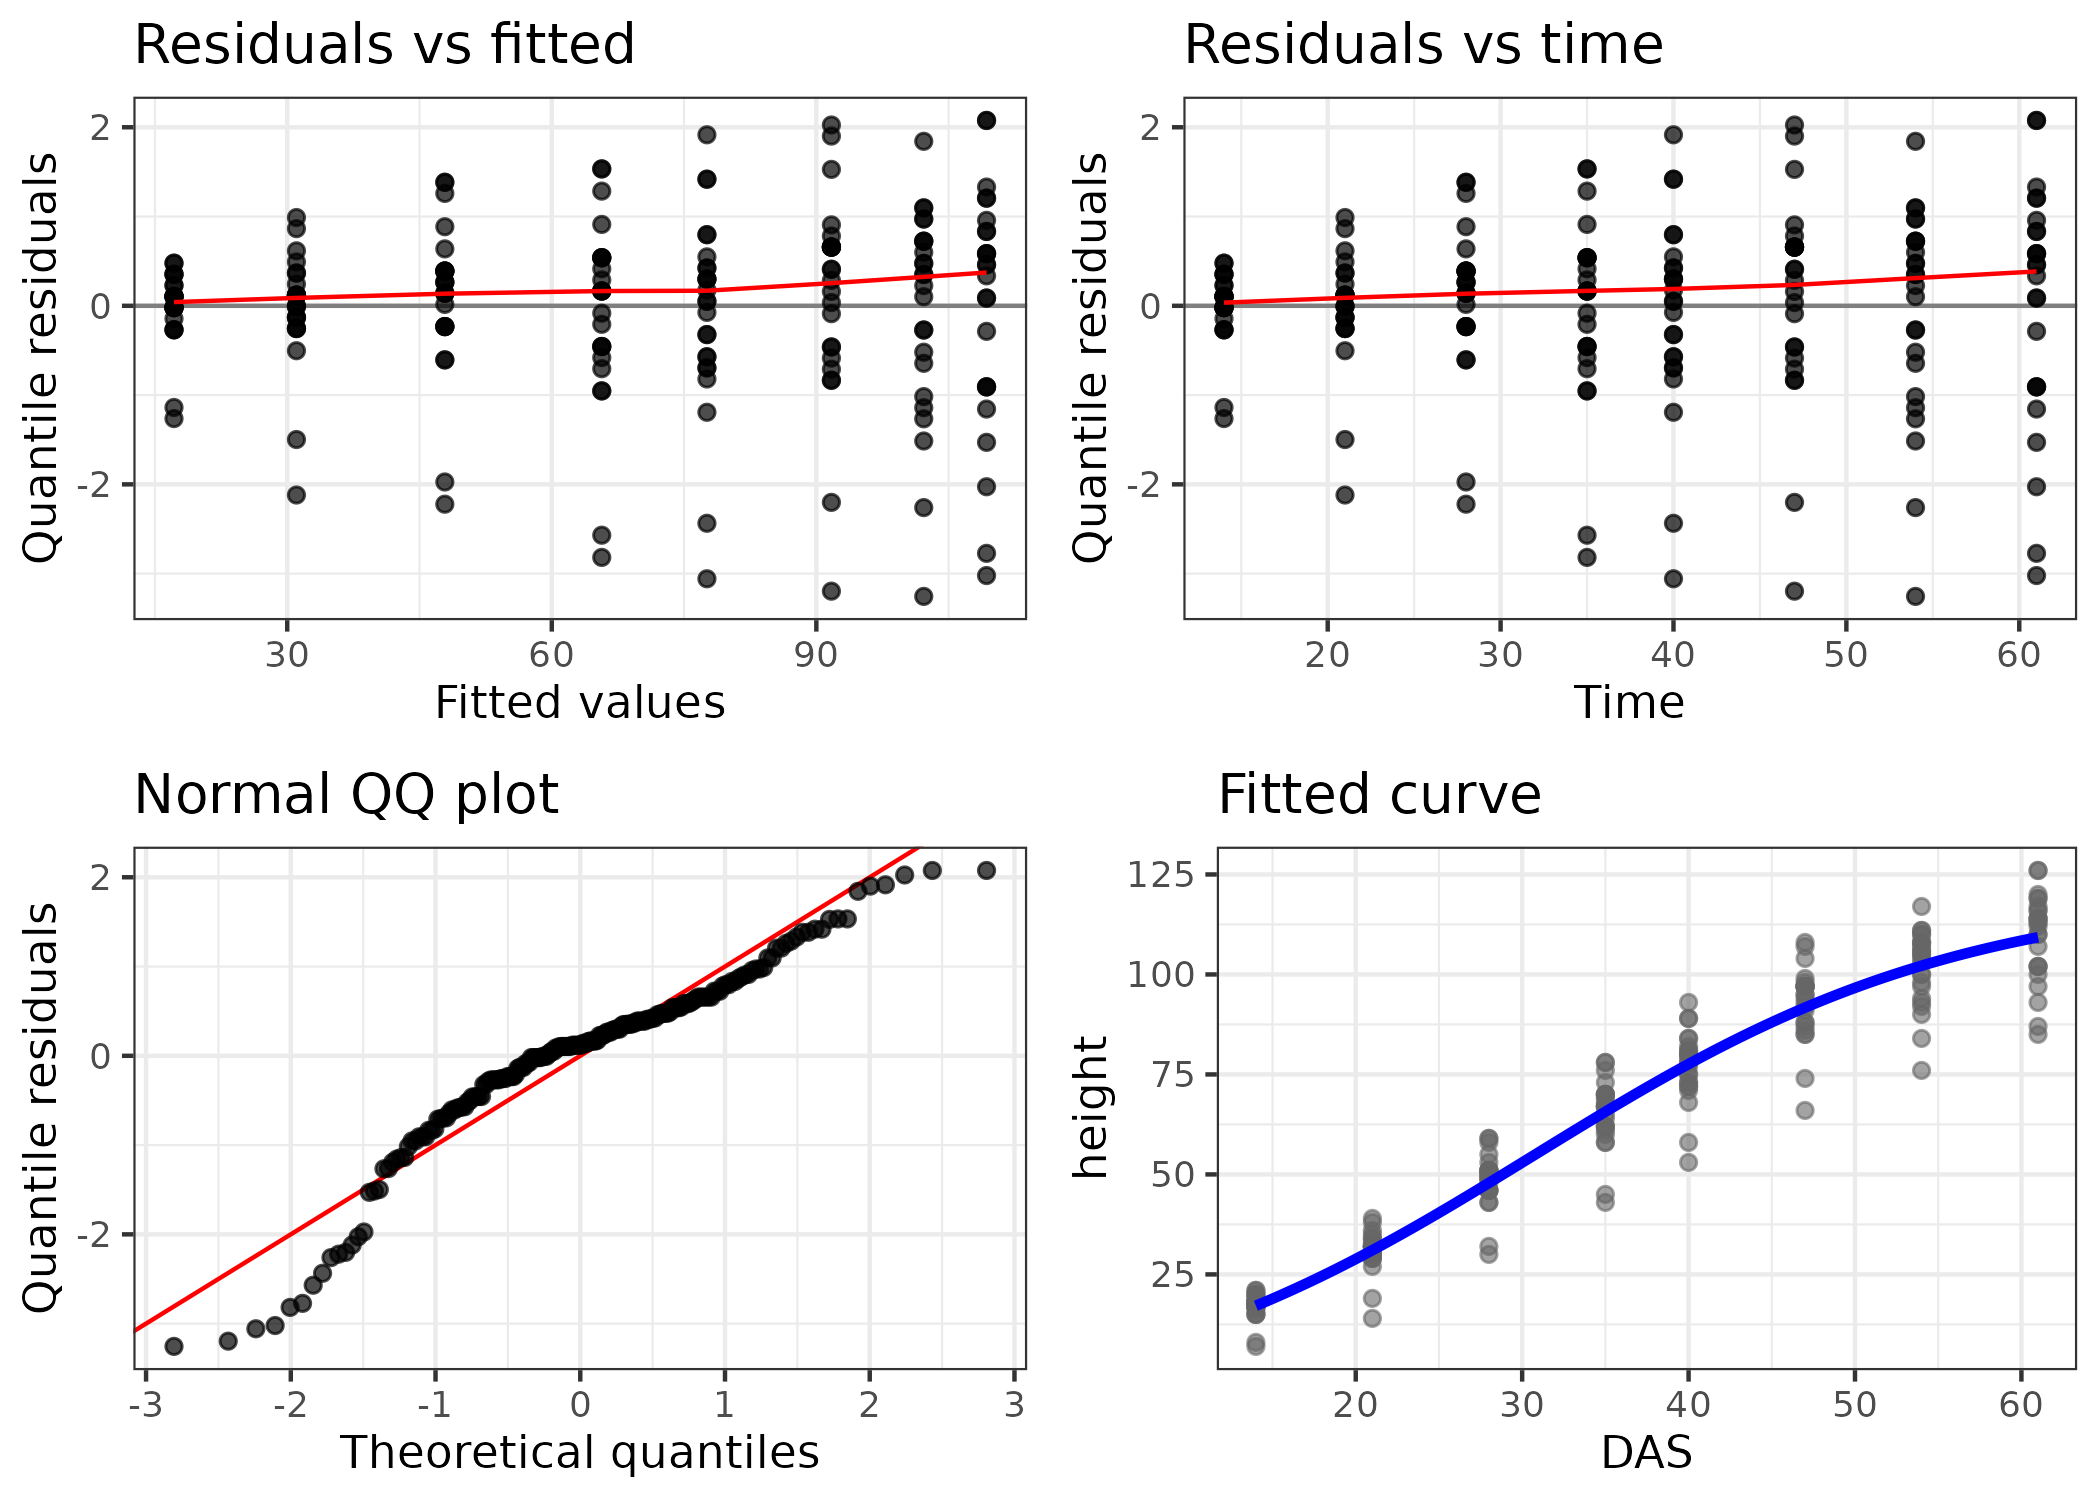 Residuals vs fitted
Quantile residuals
2
0
-2
30 60 90
Fitted values
Residuals vs time
Quantile residuals
2
0
-2
20 30 40 50 60
Time
Normal QQ plot
Quantile residuals
2
0
-2
-3 -2 -1 0 1 2 3
Theoretical quantiles
Fitted curve
height
125
100
75
50
25
20 30 40 50 60
DAS